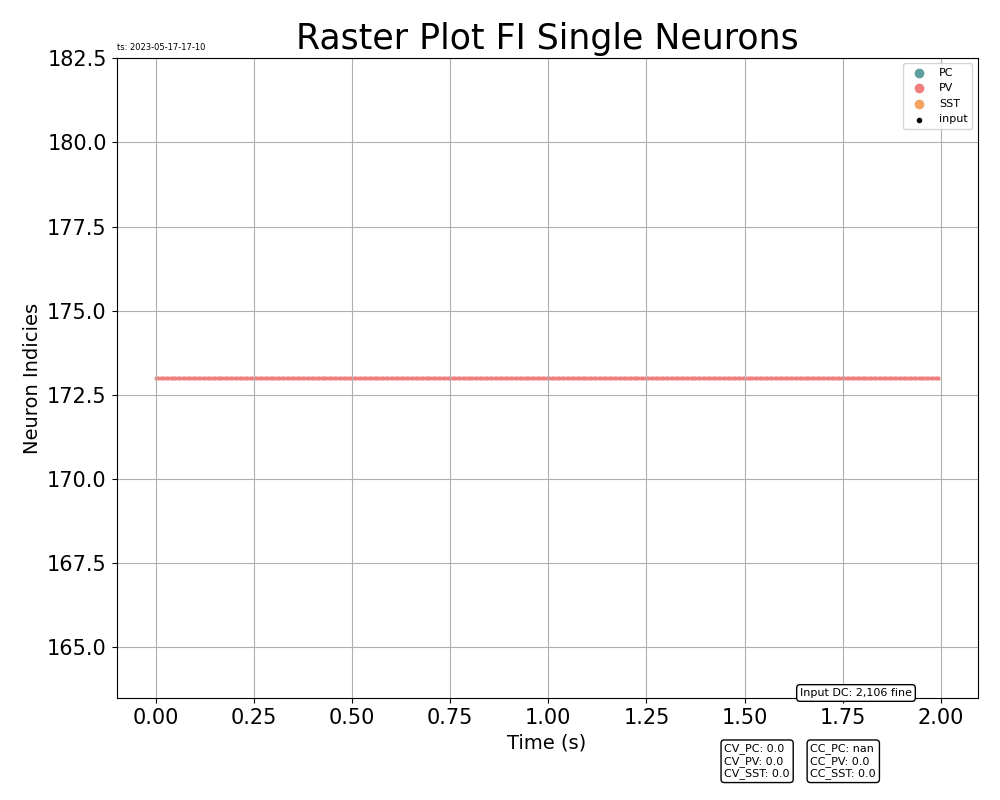 Raster Plot FI Single Neurons
ts: 2023-05-17-17-10
182.5
180.0
177.5
175.0
172.5
170.0
167.5
165.0
Neuron Indicies
PC
PV
SST
input
Input DC: 2,106 fine
0.00 0.25 0.50 0.75 1.00 1.25 1.50 1.75 2.00
Time (s)
CV_PC: 0.0
CV_PV: 0.0
CV_SST: 0.0
CC_PC: nan
CC_PV: 0.0
CC_SST: 0.0